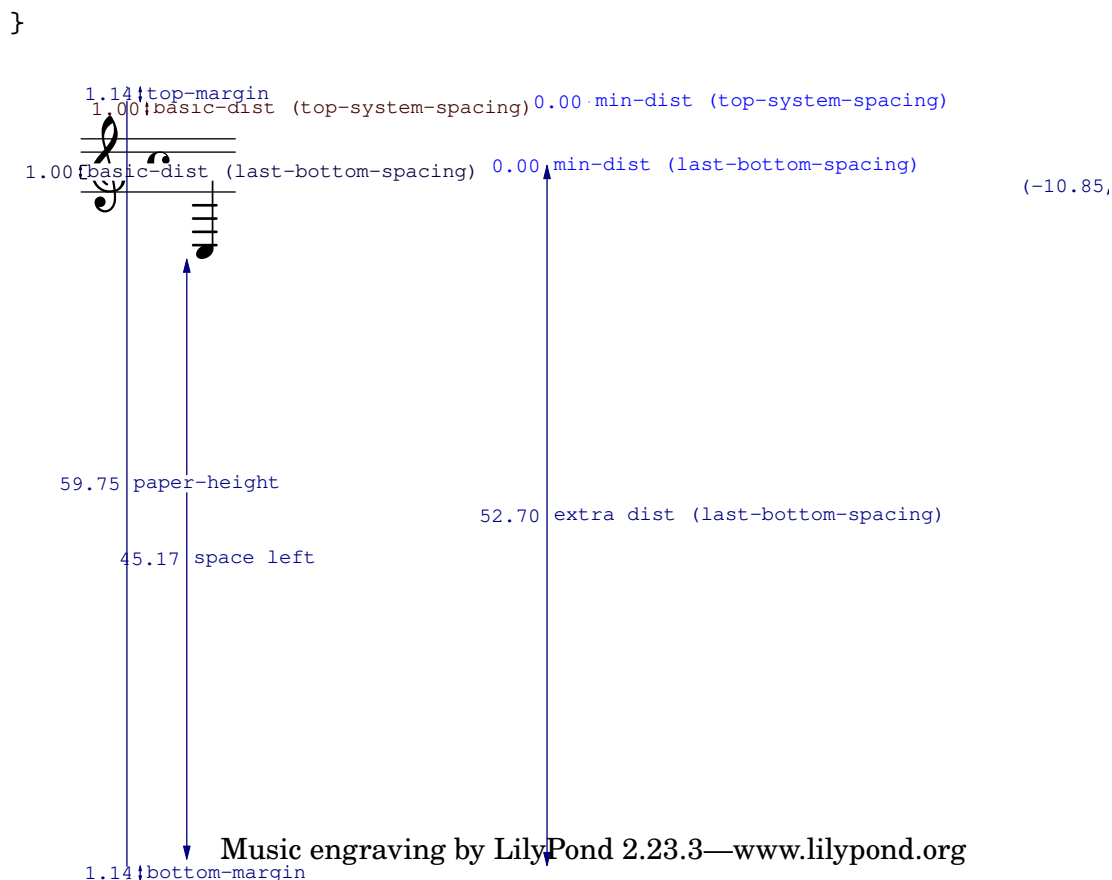 }
1.14 top-margin
1.00 basic-dist (top-system-spacing) 0.00 min-dist (top-system-spacing)
1.00 basic-dist (last-bottom-spacing) 0.00 min-dist (last-bottom-spacing)
(-10.85,
59.75 paper-height
52.70 extra dist (last-bottom-spacing)
45.17 space left
Music engraving by LilyPond 2.23.3—www.lilypond.org
1.14 bottom-margin